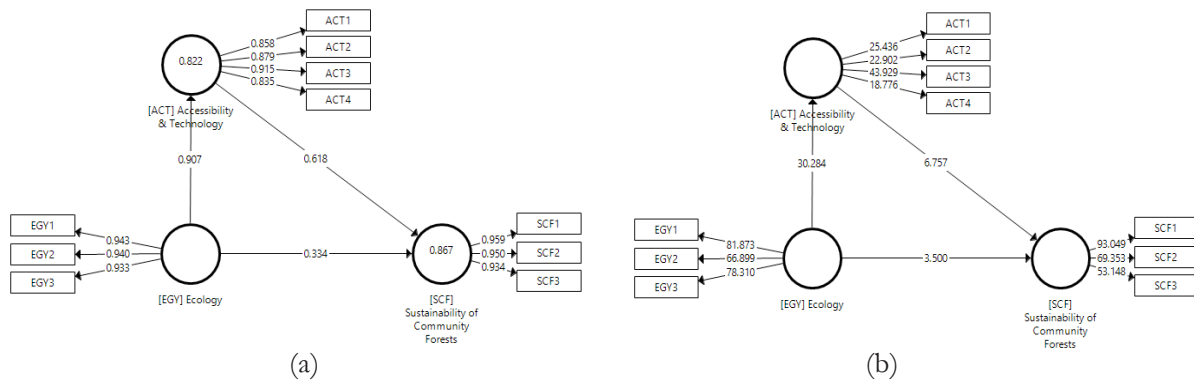 ACT1
0.858
ACT2
0.879
0.822
0.915
ACT3
0.835
ACT4
[ACT] Accessibility
& Technology
0.907
0.618
EGY1
0.943
EGY2
0.940
EGY3
0.933
[EGY] Ecology
0.334
0.867
SCF1
0.959
SCF2
0.950
SCF3
0.934
[SCF]
Sustainability of
Community
Forests
(a)
ACT1
25.436
ACT2
22.902
43.929
ACT3
18.776
ACT4
[ACT] Accessibility
& Technology
30.284
6.757
EGY1
81.873
EGY2
66.899
EGY3
78.310
[EGY] Ecology
3.500
SCF1
93.049
SCF2
69.353
SCF3
53.148
[SCF]
Sustainability of
Community
Forests
(b)